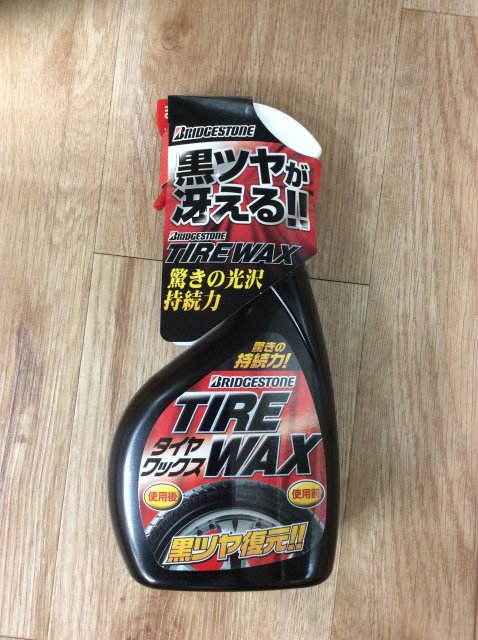 BRIDGESTONE
黒ツヤが
冴える!!
BRIDGESTONE
TIRE WAX
驚きの光沢
持続力
驚きの
持続力!
BRIDGESTONE
TIRE
タイヤ
ワックス
WAX
使用後
使用前
黒ツヤ復元!!